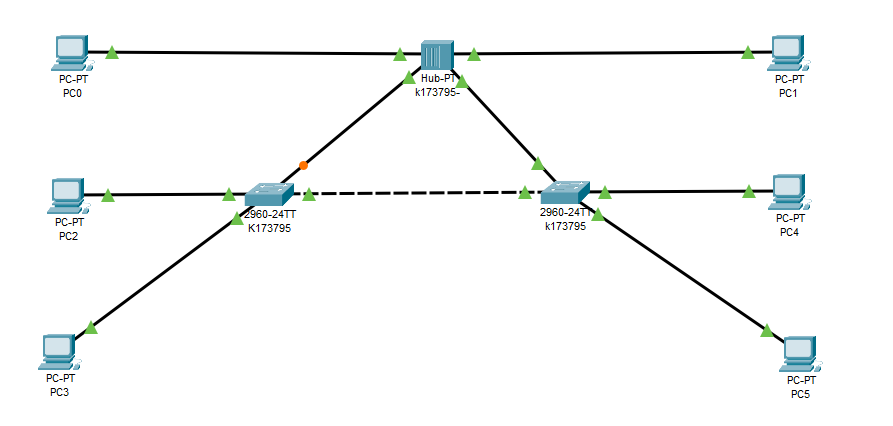 PC-PT
PC0
Hub-PT
k173795-
PC-PT
PC1
PC-PT
PC2
2960-24TT
K173795
2960-24TT
k173795
PC-PT
PC4
PC-PT
PC3
PC-PT
PC5